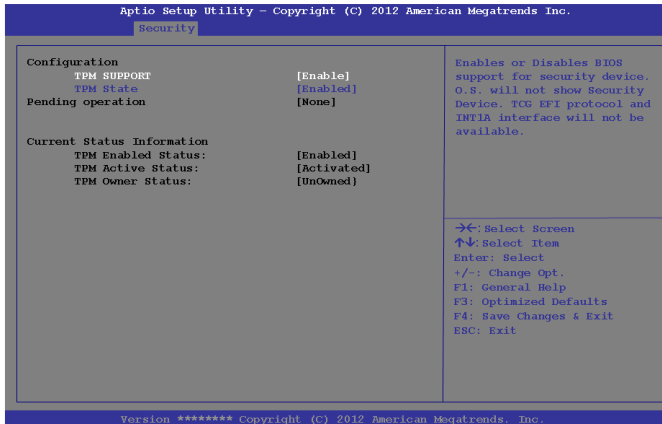 Aptio Setup Utility – Copyright (C) 2012 American Megatrends Inc.
Security
Configuration
TPM SUPPORT [Enable]
TPM State [Enabled]
Pending operation [None]
Current Status Information
TPM Enabled Status: [Enabled]
TPM Active Status: [Activated]
TPM Owner Status: [UnOwned]
Enables or Disables BIOS
support for security device.
O.S. will not show Security
Device. TCG EFI protocol and
INT1A interface will not be
available.
→←:Select Screen
↑↓:Select Item
Enter: Select
+/-: Change Opt.
F1: General Help
F3: Optimized Defaults
F4: Save Changes & Exit
ESC: Exit
Version ******** Copyright (C) 2012 American Megatrends. Inc.